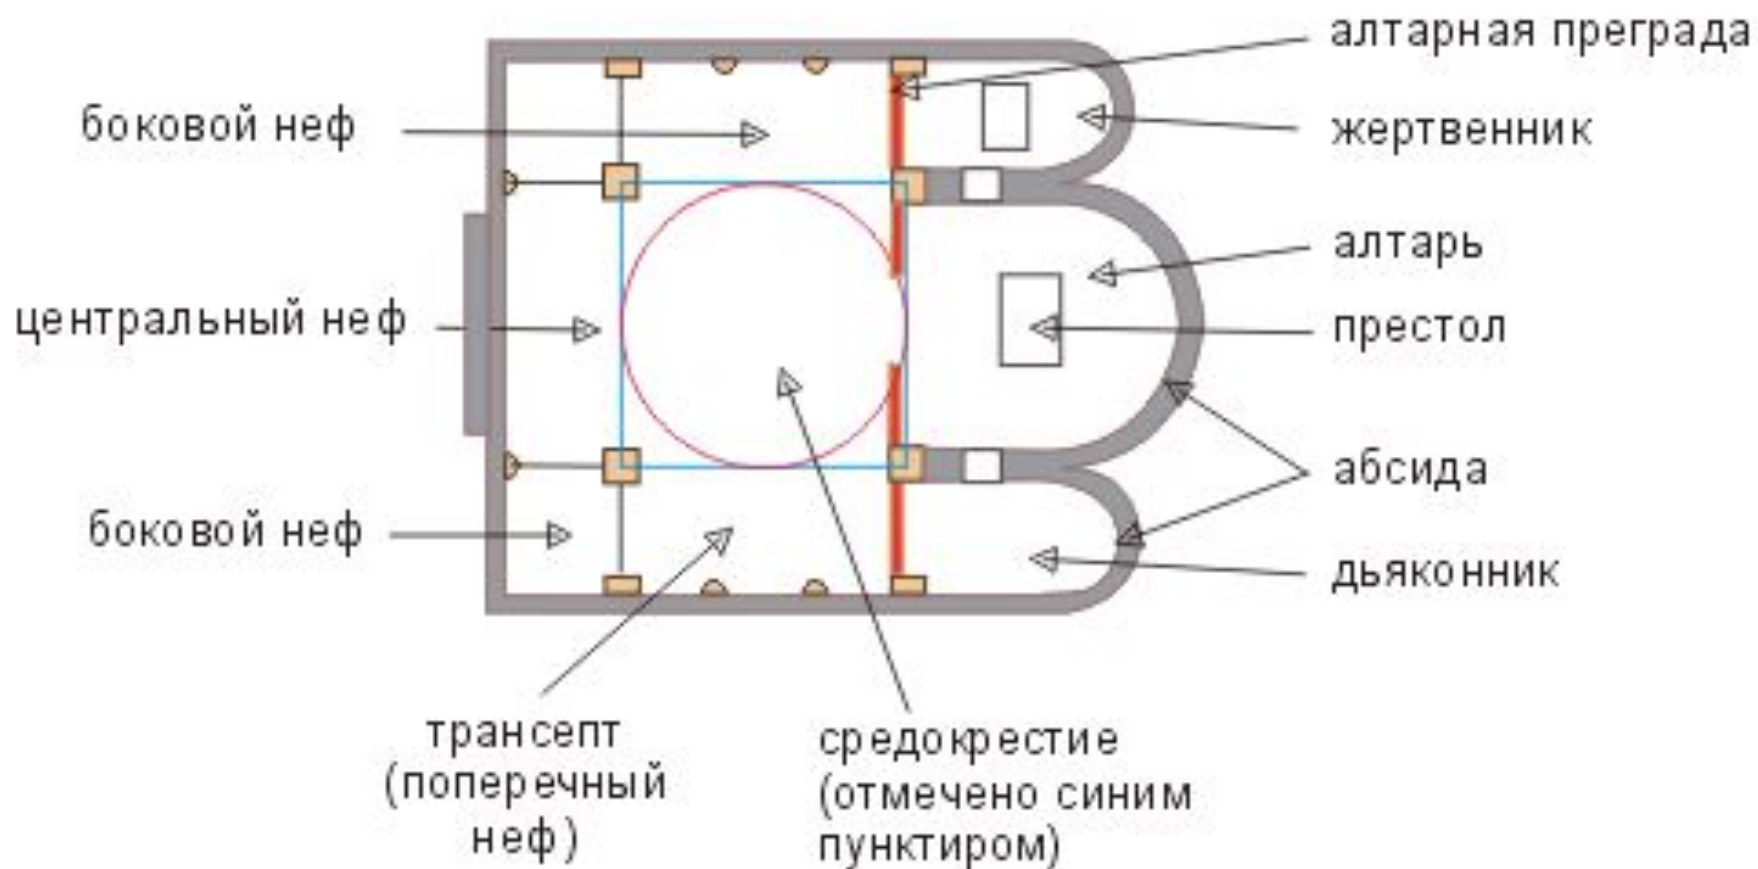 алтарная преграда
боковой неф
жертвенник
алтарь
центральный неф
престол
абсида
боковой неф
дьяконник
трансепт
(поперечный
неф)
средокрестие
(отмечено синим
пунктиром)